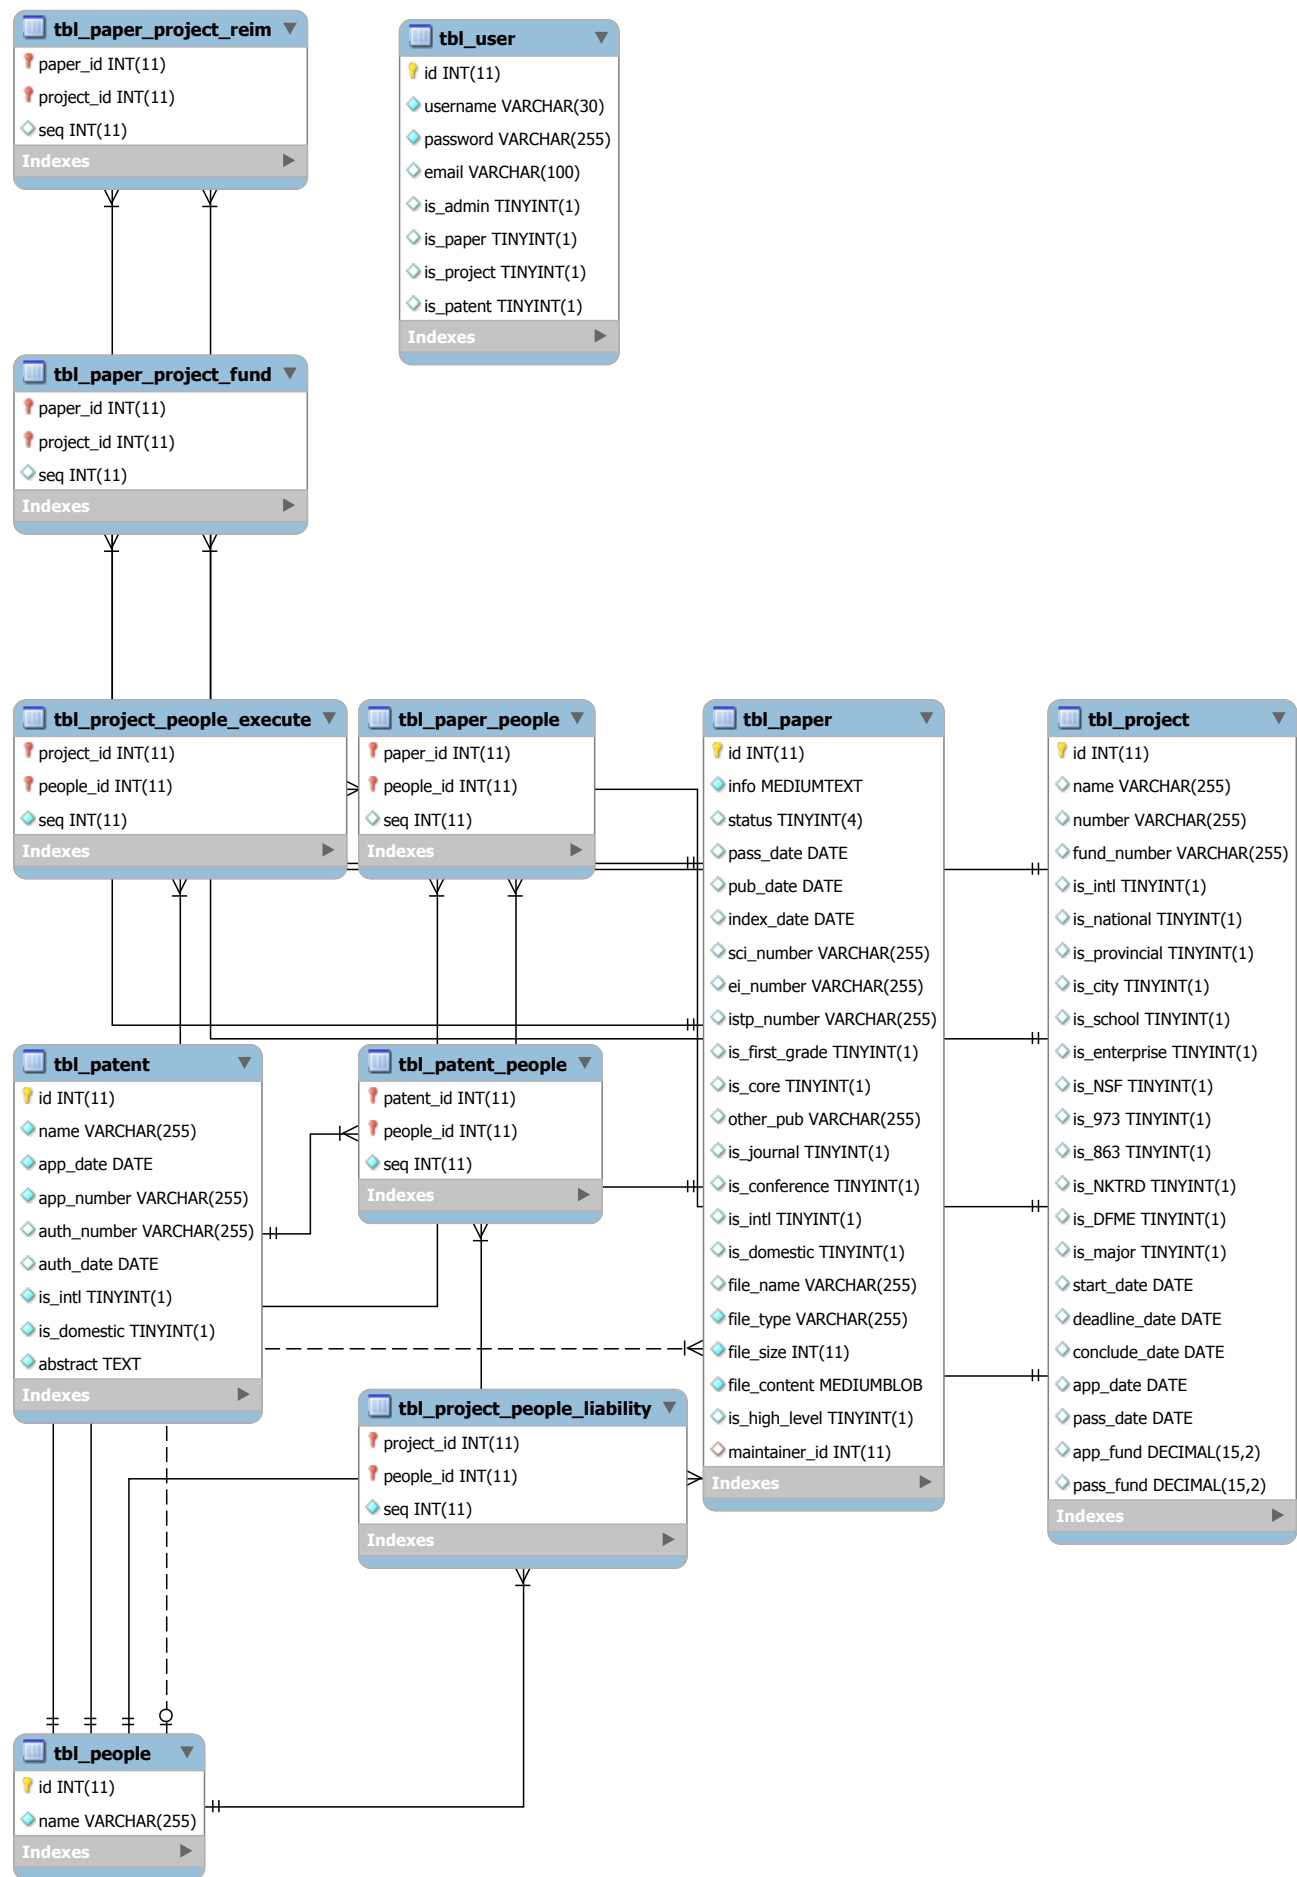 tbl_paper_project_reim
paper_id INT(11)
project_id INT(11)
seq INT(11)
Indexes
tbl_user
id INT(11)
username VARCHAR(30)
password VARCHAR(255)
email VARCHAR(100)
is_admin TINYINT(1)
is_paper TINYINT(1)
is_project TINYINT(1)
is_patent TINYINT(1)
Indexes
tbl_paper_project_fund
paper_id INT(11)
project_id INT(11)
seq INT(11)
Indexes
tbl_project_people_execute
project_id INT(11)
people_id INT(11)
seq INT(11)
Indexes
tbl_paper_people
paper_id INT(11)
people_id INT(11)
seq INT(11)
Indexes
tbl_paper
id INT(11)
info MEDIUMTEXT
status TINYINT(4)
pass_date DATE
pub_date DATE
index_date DATE
sci_number VARCHAR(255)
ei_number VARCHAR(255)
istp_number VARCHAR(255)
is_first_grade TINYINT(1)
is_core TINYINT(1)
other_pub VARCHAR(255)
is_journal TINYINT(1)
is_conference TINYINT(1)
is_intl TINYINT(1)
is_domestic TINYINT(1)
file_name VARCHAR(255)
file_type VARCHAR(255)
file_size INT(11)
file_content MEDIUMBLOB
is_high_level TINYINT(1)
maintainer_id INT(11)
Indexes
tbl_project
id INT(11)
name VARCHAR(255)
number VARCHAR(255)
fund_number VARCHAR(255)
is_intl TINYINT(1)
is_national TINYINT(1)
is_provincial TINYINT(1)
is_city TINYINT(1)
is_school TINYINT(1)
is_enterprise TINYINT(1)
is_NSF TINYINT(1)
is_973 TINYINT(1)
is_863 TINYINT(1)
is_NKTRD TINYINT(1)
is_DFME TINYINT(1)
is_major TINYINT(1)
start_date DATE
deadline_date DATE
conclude_date DATE
app_date DATE
pass_date DATE
app_fund DECIMAL(15,2)
pass_fund DECIMAL(15,2)
Indexes
tbl_patent
id INT(11)
name VARCHAR(255)
app_date DATE
app_number VARCHAR(255)
auth_number VARCHAR(255)
auth_date DATE
is_intl TINYINT(1)
is_domestic TINYINT(1)
abstract TEXT
Indexes
tbl_patent_people
patent_id INT(11)
people_id INT(11)
seq INT(11)
Indexes
tbl_project_people_liability
project_id INT(11)
people_id INT(11)
seq INT(11)
Indexes
tbl_people
id INT(11)
name VARCHAR(255)
Indexes